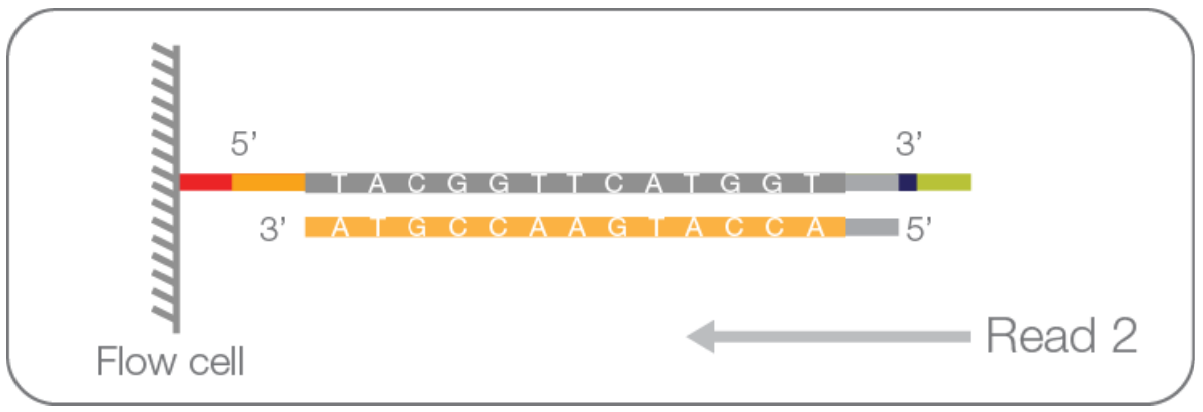 5’ 3’
T A C G G T T C A T G G T
3’ A T G C C A A G T A C C A 5’
Read 2
Flow cell